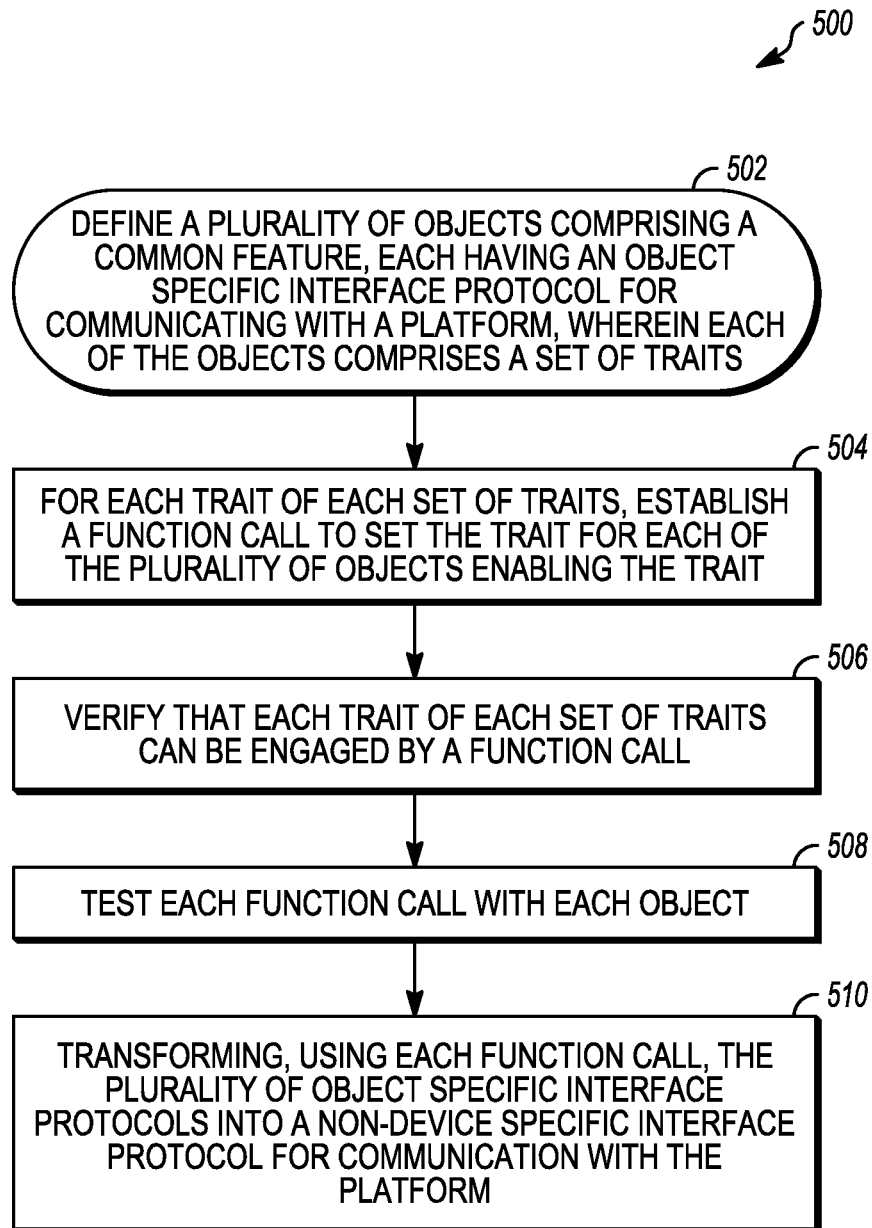 500
502
DEFINE A PLURALITY OF OBJECTS COMPRISING A
COMMON FEATURE, EACH HAVING AN OBJECT
SPECIFIC INTERFACE PROTOCOL FOR
COMMUNICATING WITH A PLATFORM, WHEREIN EACH
OF THE OBJECTS COMPRISES A SET OF TRAITS
504
FOR EACH TRAIT OF EACH SET OF TRAITS, ESTABLISH
A FUNCTION CALL TO SET THE TRAIT FOR EACH OF
THE PLURALITY OF OBJECTS ENABLING THE TRAIT
506
VERIFY THAT EACH TRAIT OF EACH SET OF TRAITS
CAN BE ENGAGED BY A FUNCTION CALL
508
TEST EACH FUNCTION CALL WITH EACH OBJECT
510
TRANSFORMING, USING EACH FUNCTION CALL, THE
PLURALITY OF OBJECT SPECIFIC INTERFACE
PROTOCOLS INTO A NON-DEVICE SPECIFIC INTERFACE
PROTOCOL FOR COMMUNICATION WITH THE
PLATFORM